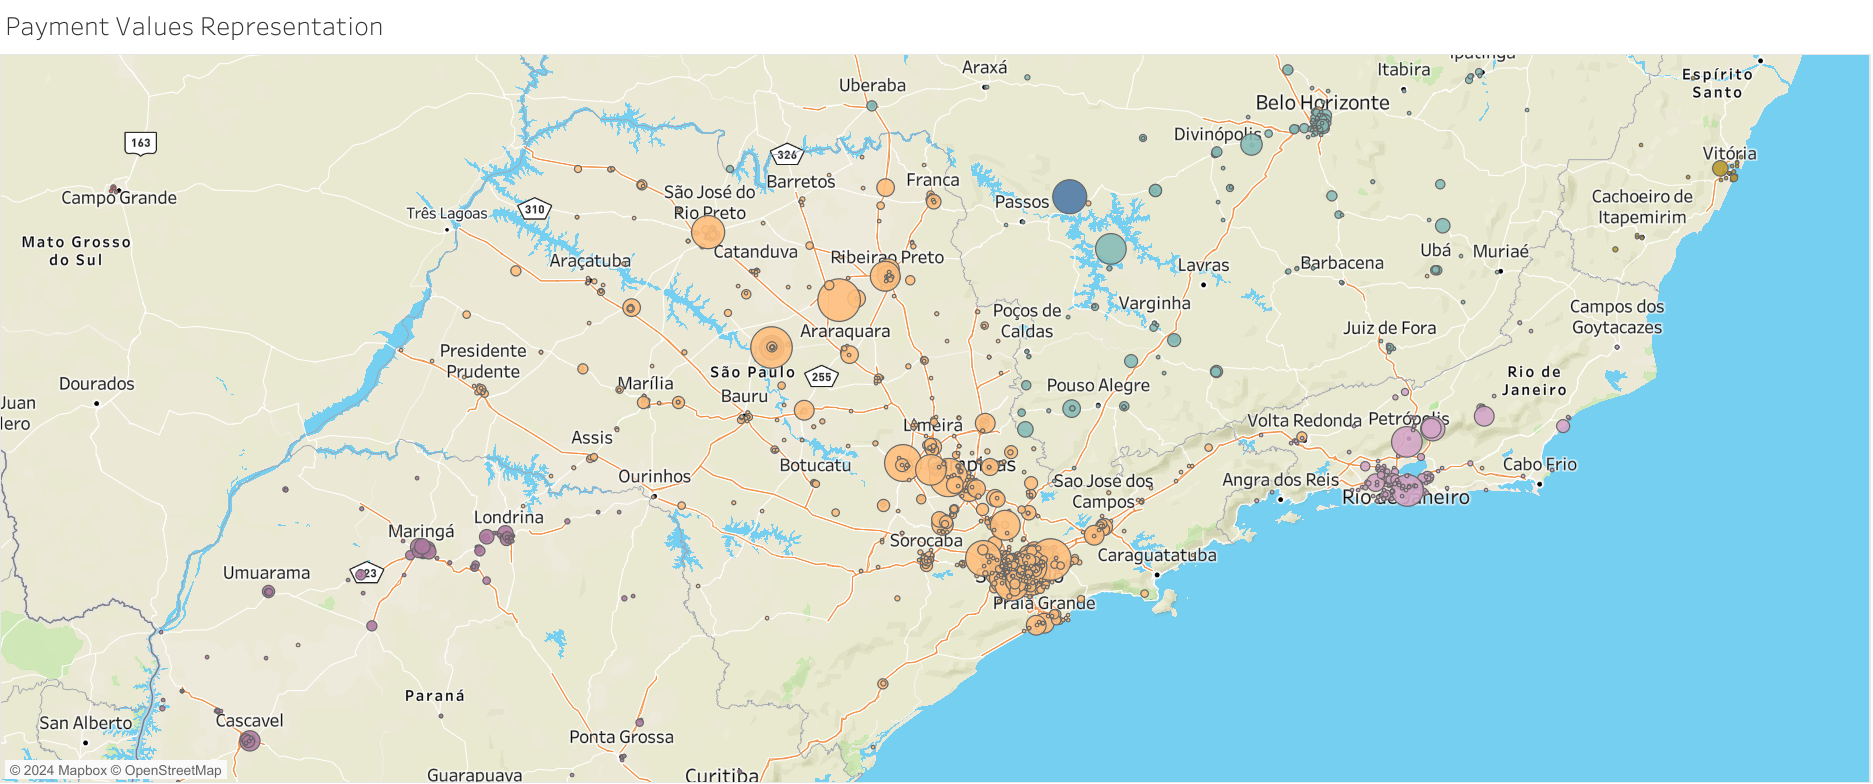 Payment Values Representation
Ipatinga
Araxá
Itabira
Espírito
Santo
Uberaba
Belo Horizonte
Divinópolis
163
326
Vitória
Barretos
Franca
Campo Grande
São José do
Rio Preto
Passos
Cachoeiro de
Itapemirim
Três Lagoas
310
Mato Grosso
do Sul
Catanduva
Ribeirao Preto
Araçatuba
Lavras
Barbacena
Ubá
Muriaé
Varginha
Poços de
Caldas
Campos dos
Goytacazes
Araraquara
Juiz de Fora
Presidente
Prudente
São Paulo
255
Rio de
Janeiro
Dourados
Marília
Bauru
Pouso Alegre
Juan
lero
Limeira
Volta Redonda
Petrópolis
Assis
Botucatu
Ourinhos
Sao Jose dos
Campos
Angra dos Reis
Cabo Frio
Rio de Janeiro
Londrina
Maringá
Sorocaba
Caraguatatuba
Umuarama
23
Praia Grande
Paraná
San Alberto
Cascavel
Ponta Grossa
Guarapuava
Curitiba
© 2024 Mapbox © OpenStreetMap